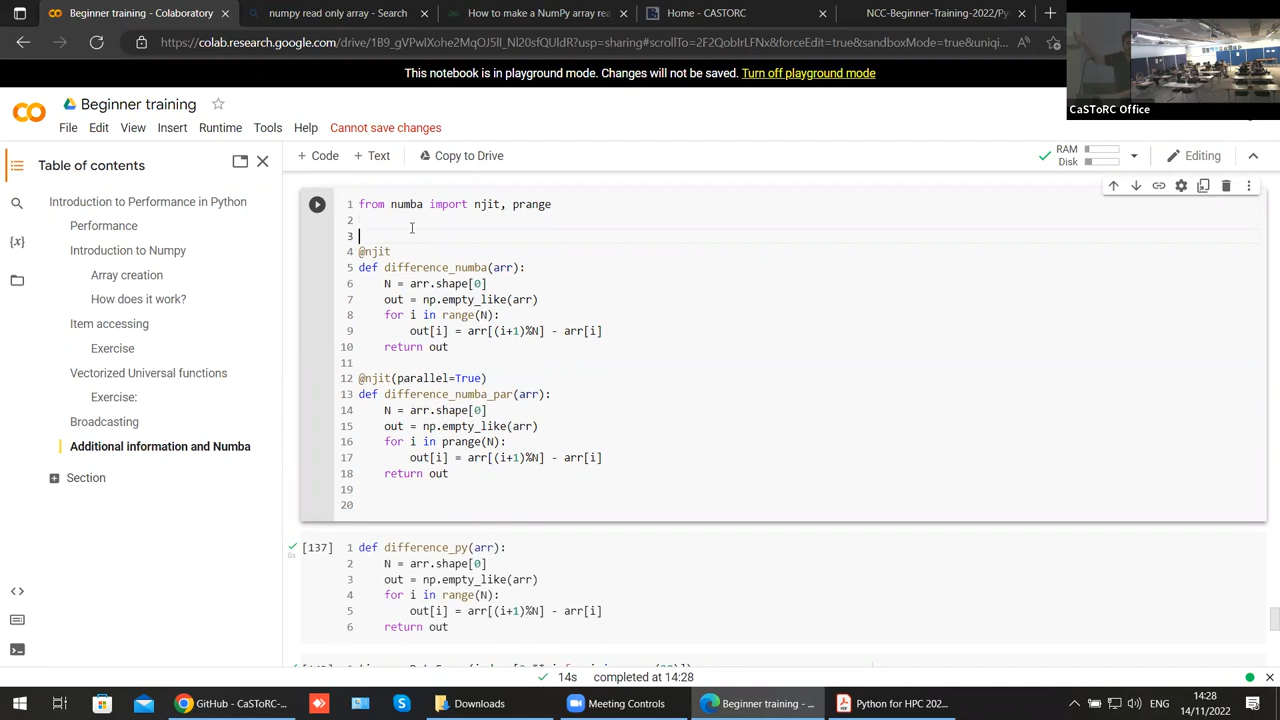 Beginner training - Colaboratory
numpy read only array - Search
How to make a NumPy array rea
Home - CASTORC
NCC-Beginner-Training-2022/Py
https://colab.research.google.com/drive/
This notebook is in playground mode. Changes will not be saved. Turn off playground mode
CaSToRC Office
Beginner training
File Edit View Insert Runtime Tools Help Cannot save changes
Table of contents
+ Code + Text Copy to Drive
RAM
Disk
Editing
Introduction to Performance in Python
Performance
Introduction to Numpy
Array creation
How does it work?
Item accessing
Exercise
Vectorized Universal functions
Exercise:
Broadcasting
Additional information and Numba
Section
1 from numba import njit, prange
2
3
4 @njit
5 def difference_numba(arr):
6 N = arr.shape[0]
7 out = np.empty_like(arr)
8 for i in range(N):
9 out[i] = arr[(i+1)%N] - arr[i]
10 return out
11
12 @njit(parallel=True)
13 def difference_numba_par(arr):
14 N = arr.shape[0]
15 out = np.empty_like(arr)
16 for i in prange(N):
17 out[i] = arr[(i+1)%N] - arr[i]
18 return out
19
20
[137] 1 def difference_py(arr):
0s
2 N = arr.shape[0]
3 out = np.empty_like(arr)
4 for i in range(N):
5 out[i] = arr[(i+1)%N] - arr[i]
6 return out
14s completed at 14:28
GitHub - CaSToRC-...
Downloads
Meeting Controls
Beginner training - ...
Python for HPC 202...
ENG
14:28
14/11/2022